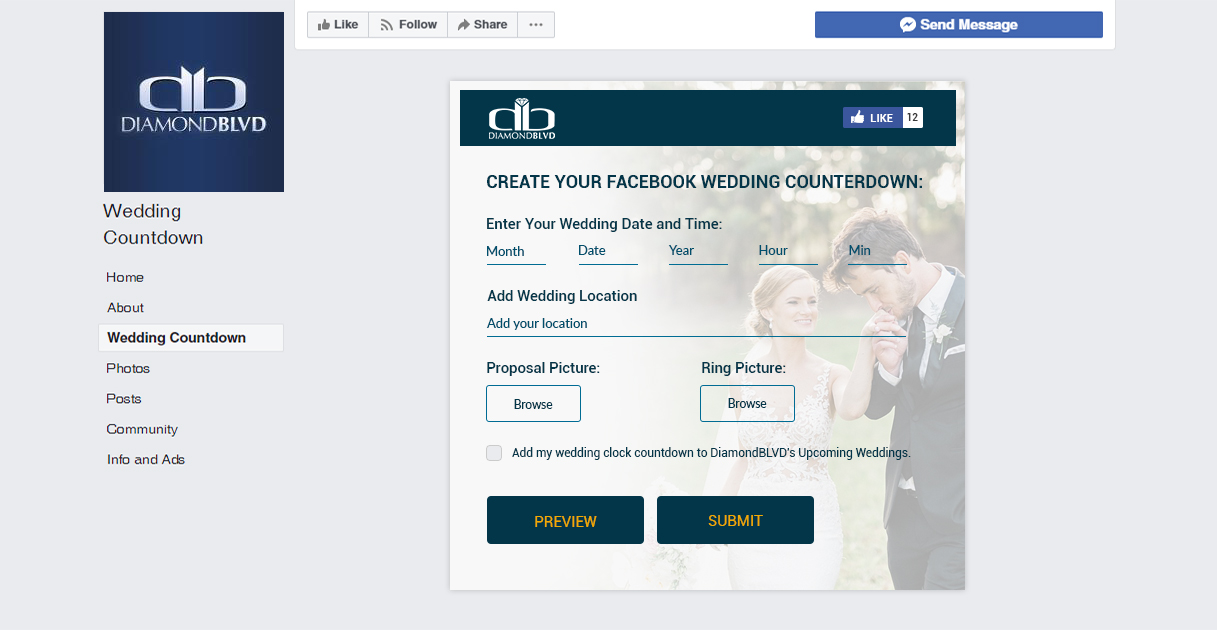 Like Follow Share ...
Send Message
db
DIAMONDBLVD
Wedding
Countdown
Home
About
Wedding Countdown
Photos
Posts
Community
Info and Ads
db
DIAMONDBLVD
LIKE 12
CREATE YOUR FACEBOOK WEDDING COUNTERDOWN:
Enter Your Wedding Date and Time:
Month Date Year Hour Min
Add Wedding Location
Add your location
Proposal Picture: Ring Picture:
Browse Browse
Add my wedding clock countdown to DiamondBLVD's Upcoming Weddings.
PREVIEW SUBMIT